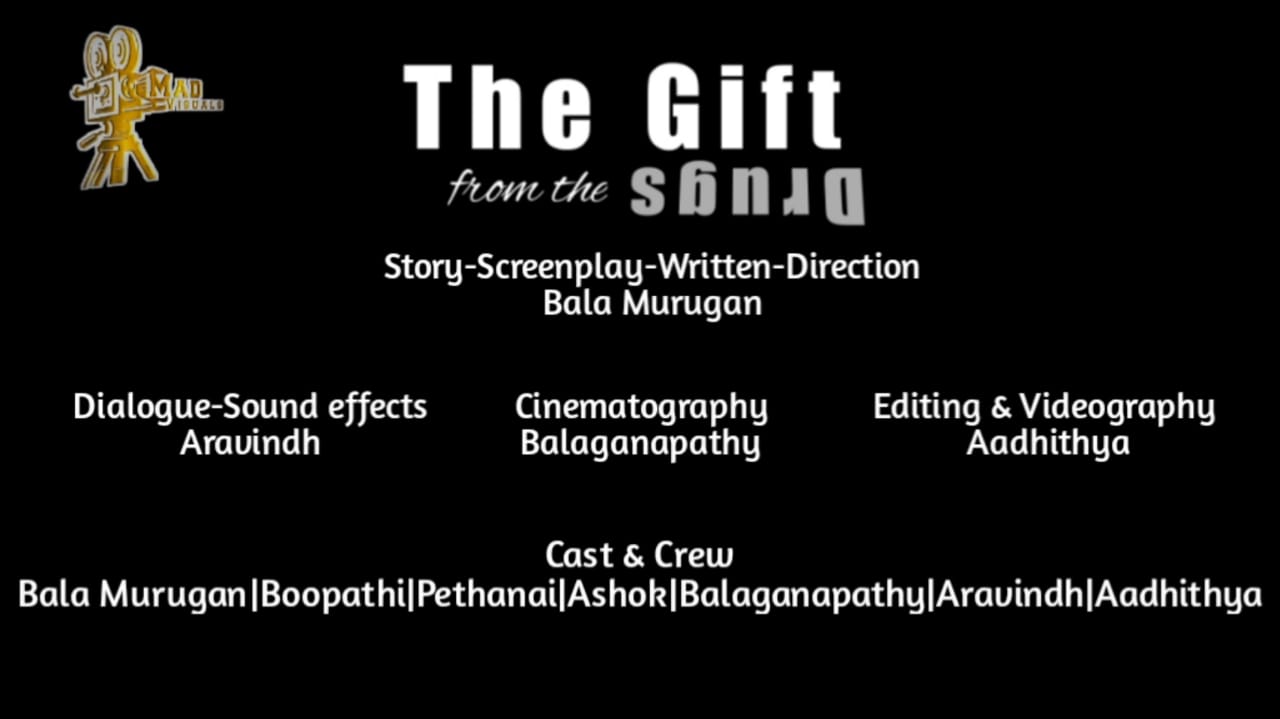 MAD
VISUALS
The Gift
from the Drugs
Story-Screenplay-Written-Direction
Bala Murugan
Dialogue-Sound effects
Aravindh
Cinematography
Balaganapathy
Editing & Videography
Aadhithya
Cast & Crew
Bala Murugan|Boopathi|Pethanai|Ashok|Balaganapathy|Aravindh|Aadhithya